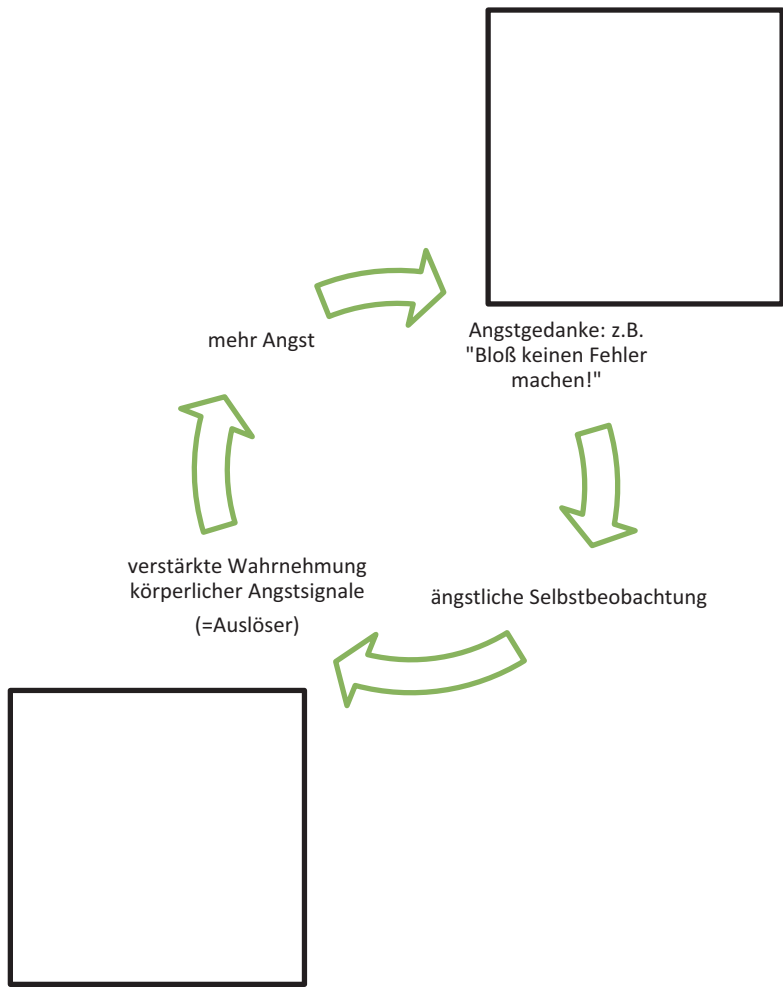 mehr Angst
Angstgedanke: z.B.
"Bloß keinen Fehler
machen!"
ängstliche Selbstbeobachtung
verstärkte Wahrnehmung
körperlicher Angstsignale
(=Auslöser)